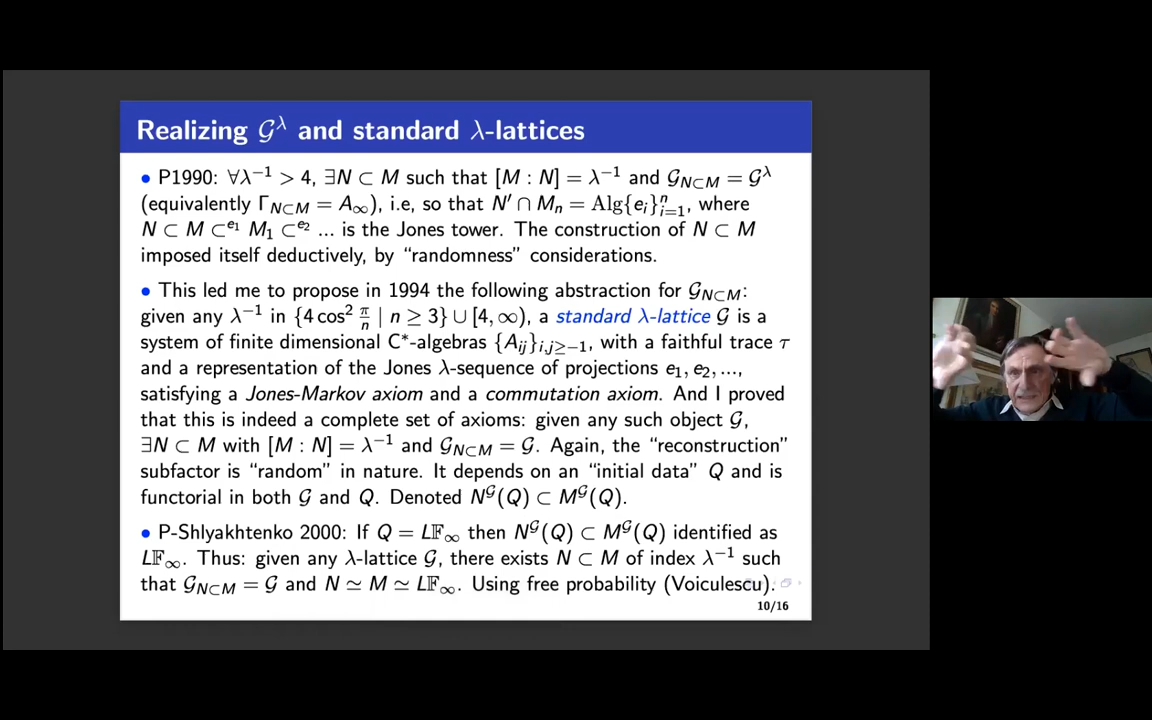 Realizing 𝒢^λ and standard λ-lattices
• P1990: ∀λ⁻¹ > 4, ∃N ⊂ M such that [M : N] = λ⁻¹ and 𝒢_{N⊂M} = 𝒢^λ
(equivalently Γ_{N⊂M} = A_∞), i.e, so that N′ ∩ M_n = Alg{e_i}_{i=1}^n, where
N ⊂ M ⊂^{e_1} M_1 ⊂^{e_2} ... is the Jones tower. The construction of N ⊂ M
imposed itself deductively, by “randomness” considerations.
• This led me to propose in 1994 the following abstraction for 𝒢_{N⊂M}:
given any λ⁻¹ in {4 cos² π/n | n ≥ 3} ∪ [4, ∞), a standard λ-lattice 𝒢 is a
system of finite dimensional C*-algebras {A_{ij}}_{i,j≥−1}, with a faithful trace τ
and a representation of the Jones λ-sequence of projections e_1, e_2, ...,
satisfying a Jones-Markov axiom and a commutation axiom. And I proved
that this is indeed a complete set of axioms: given any such object 𝒢,
∃N ⊂ M with [M : N] = λ⁻¹ and 𝒢_{N⊂M} = 𝒢. Again, the “reconstruction”
subfactor is “random” in nature. It depends on an “initial data” Q and is
functorial in both 𝒢 and Q. Denoted N^𝒢(Q) ⊂ M^𝒢(Q).
• P-Shlyakhtenko 2000: If Q = L𝔽_∞ then N^𝒢(Q) ⊂ M^𝒢(Q) identified as
L𝔽_∞. Thus: given any λ-lattice 𝒢, there exists N ⊂ M of index λ⁻¹ such
that 𝒢_{N⊂M} = 𝒢 and N ≃ M ≃ L𝔽_∞. Using free probability (Voiculescu).
10/16